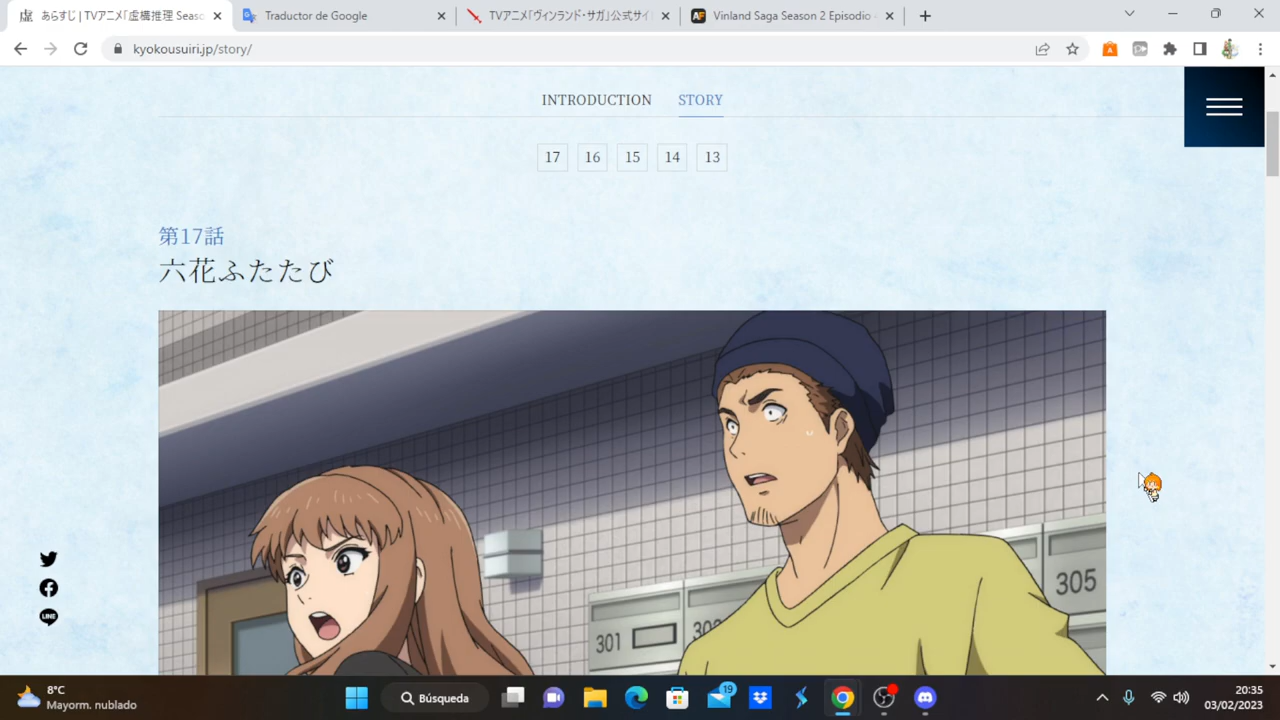 あらすじ | TVアニメ「虚構推理 Seaso
Traductor de Google
TVアニメ「ヴィンランド・サガ」公式サイ
AF
Vinland Saga Season 2 Episodio
kyokousuiri.jp/story/
INTRODUCTION
STORY
17
16
15
14
13
第17話
六花ふたたび
301
305
LINE
8°C
Mayorm. nublado
Búsqueda
19
20:35
03/02/2023